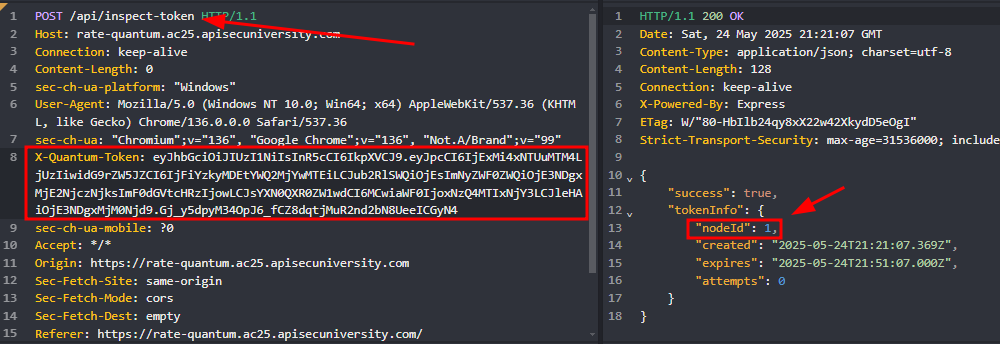 1 POST /api/inspect-token HTTP/1.1
2 Host: rate-quantum.ac25.apisecuniversity.com
3 Connection: keep-alive
4 Content-Length: 0
5 sec-ch-ua-platform: "Windows"
6 User-Agent: Mozilla/5.0 (Windows NT 10.0; Win64; x64) AppleWebKit/537.36 (KHTM
L, like Gecko) Chrome/136.0.0.0 Safari/537.36
7 sec-ch-ua: "Chromium";v="136", "Google Chrome";v="136", "Not.A/Brand";v="99"
8 X-Quantum-Token: eyJhbGciOiJIUzI1NiIsInR5cCI6IkpXVCJ9.eyJpcCI6IjExMi4xNTUuMTM4L
jUzIiwidG9rZW5JZCI6IjFiYzkyMDEtYWQ2MjYwMTEiLCJub2RlSWQiOjEsImNyZWF0ZWQiOjE3NDgx
MjE2NjczNjksImF0dGVtcHRzIjowLCJsYXN0QXR0ZW1wdCI6MCwiaWF0IjoxNzQ4MTIxNjY3LCJleHA
iOjE3NDgxMjM0Njd9.Gj_y5dpyM34OpJ6_fCZ8dqtjMuR2nd2bN8UeeICGyN4
9 sec-ch-ua-mobile: ?0
10 Accept: */*
11 Origin: https://rate-quantum.ac25.apisecuniversity.com
12 Sec-Fetch-Site: same-origin
13 Sec-Fetch-Mode: cors
14 Sec-Fetch-Dest: empty
15 Referer: https://rate-quantum.ac25.apisecuniversity.com/
1 HTTP/1.1 200 OK
2 Date: Sat, 24 May 2025 21:21:07 GMT
3 Content-Type: application/json; charset=utf-8
4 Content-Length: 128
5 Connection: keep-alive
6 X-Powered-By: Express
7 ETag: W/"80-HbIlb24qy8xX22w42XkydD5eOgI"
8 Strict-Transport-Security: max-age=31536000; include
9
10 {
11 "success": true,
12 "tokenInfo": {
13 "nodeId": 1,
14 "created": "2025-05-24T21:21:07.369Z",
15 "expires": "2025-05-24T21:51:07.000Z",
16 "attempts": 0
17 }
18 }